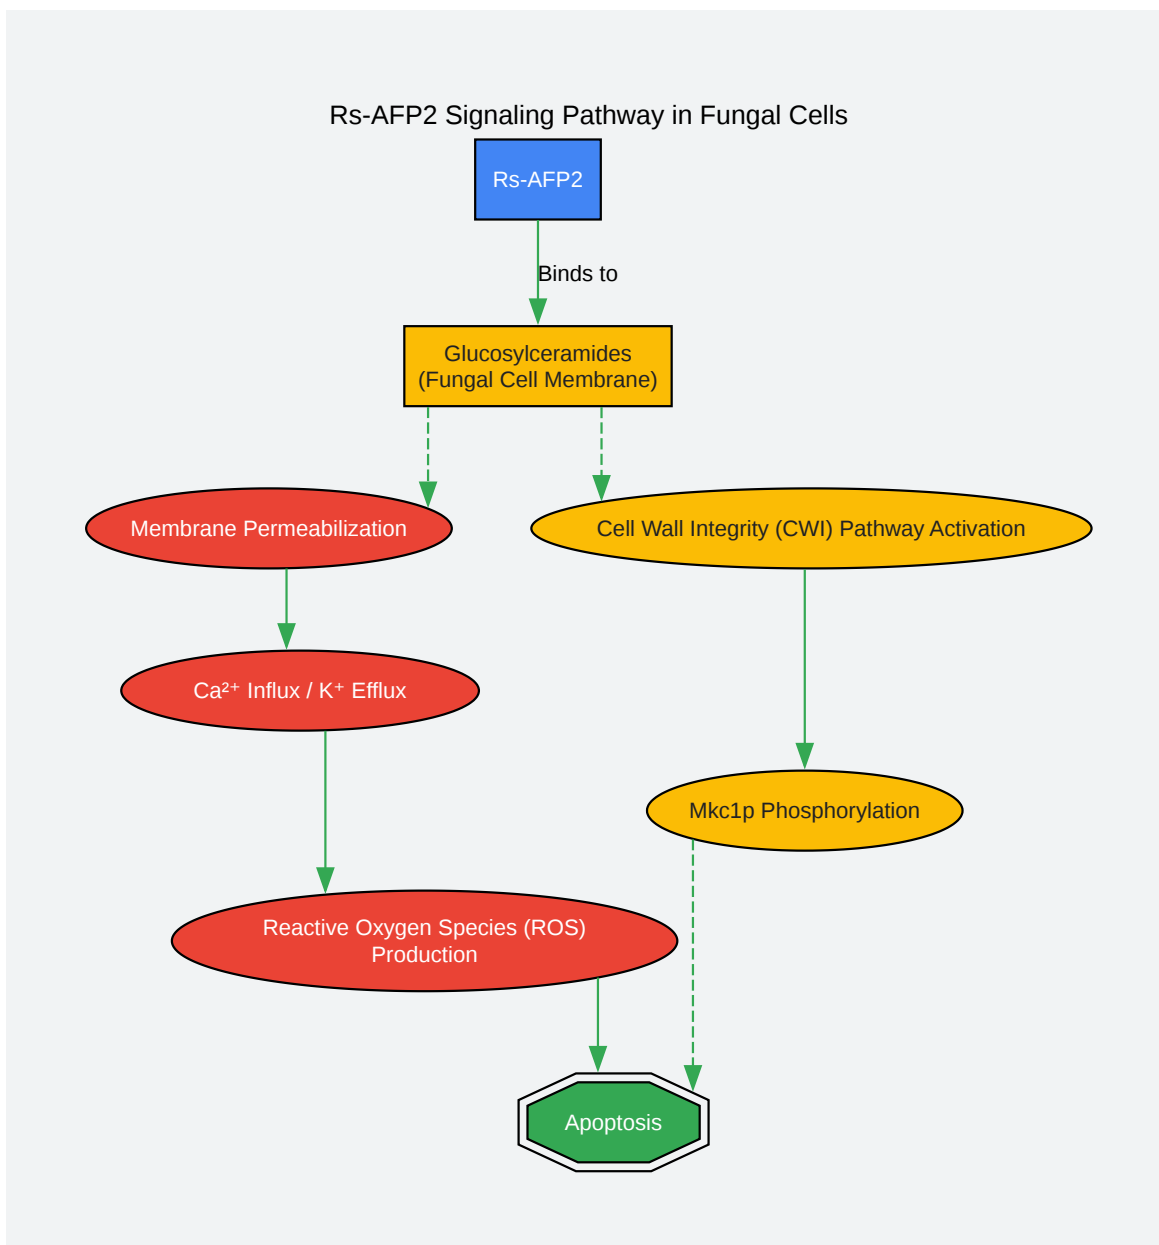 Rs-AFP2 Signaling Pathway in Fungal Cells
Rs-AFP2
Binds to
Glucosylceramides
(Fungal Cell Membrane)
Membrane Permeabilization
Cell Wall Integrity (CWI) Pathway Activation
Ca²⁺ Influx / K⁺ Efflux
Mkc1p Phosphorylation
Reactive Oxygen Species (ROS)
Production
Apoptosis